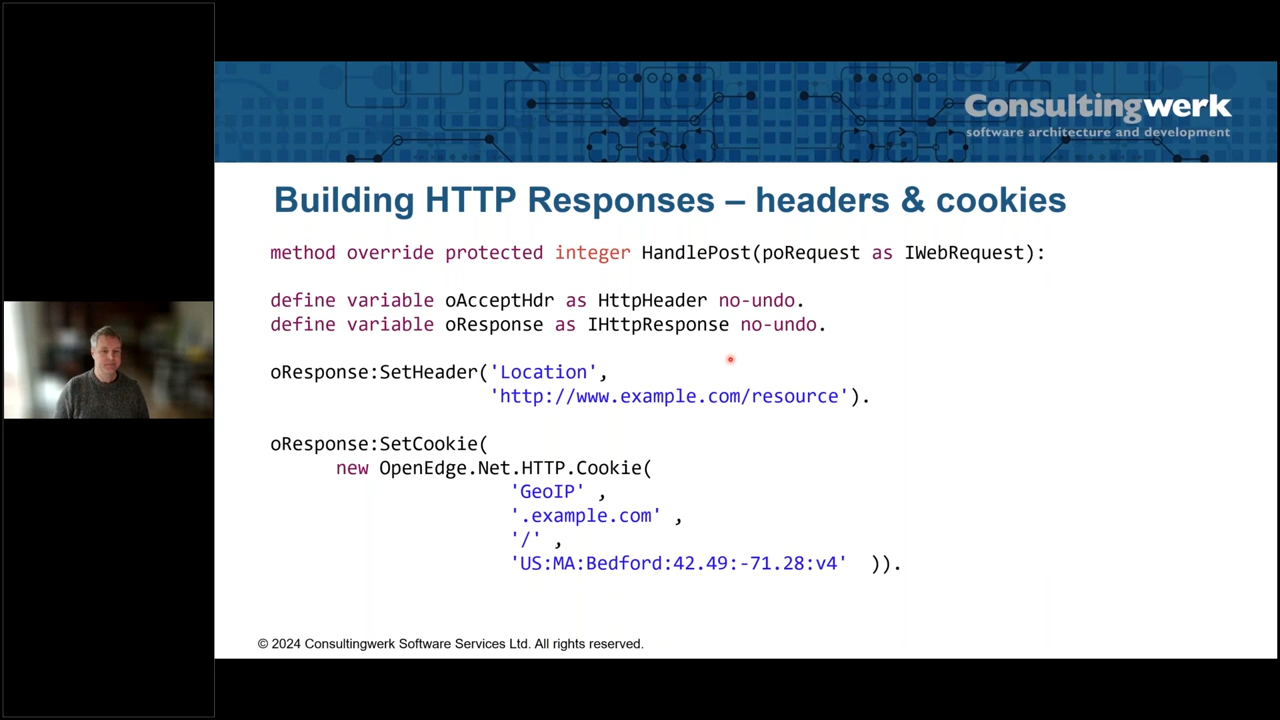 Consultingwerk
software architecture and development
Building HTTP Responses – headers & cookies
method override protected integer HandlePost(poRequest as IWebRequest):
define variable oAcceptHdr as HttpHeader no-undo.
define variable oResponse as IHttpResponse no-undo.
oResponse:SetHeader('Location',
'http://www.example.com/resource').
oResponse:SetCookie(
new OpenEdge.Net.HTTP.Cookie(
'GeoIP' ,
'.example.com' ,
'/' ,
'US:MA:Bedford:42.49:-71.28:v4' )).
© 2024 Consultingwerk Software Services Ltd. All rights reserved.